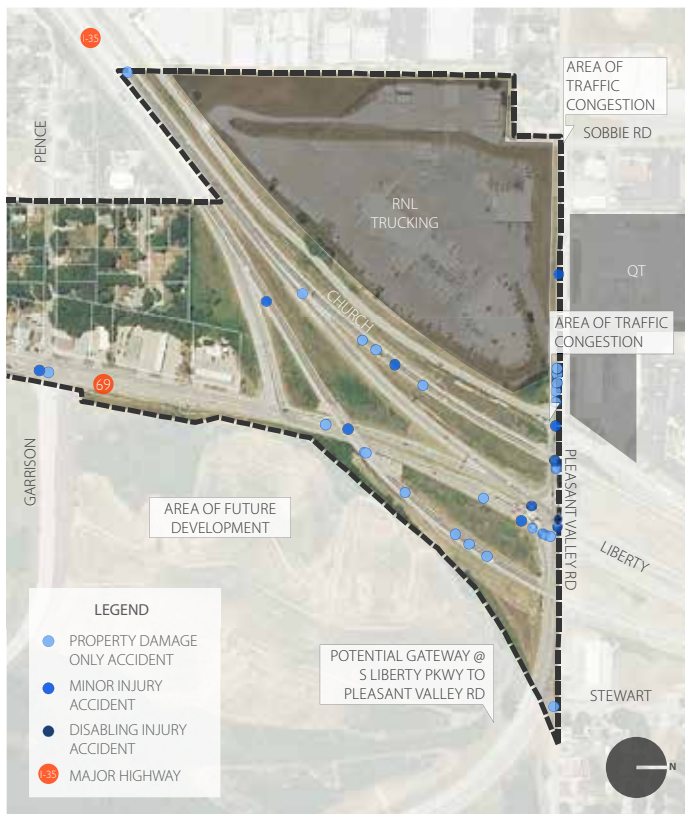 I-35
AREA OF
TRAFFIC
CONGESTION
SOBBIE RD
PENCE
RNL
TRUCKING
QT
CHURCH
AREA OF TRAFFIC
CONGESTION
69
GARRISON
PLEASANT VALLEY RD
AREA OF FUTURE
DEVELOPMENT
LIBERTY
LEGEND
PROPERTY DAMAGE
ONLY ACCIDENT
MINOR INJURY
ACCIDENT
DISABLING INJURY
ACCIDENT
I-35 MAJOR HIGHWAY
POTENTIAL GATEWAY @
S LIBERTY PKWY TO
PLEASANT VALLEY RD
STEWART
N